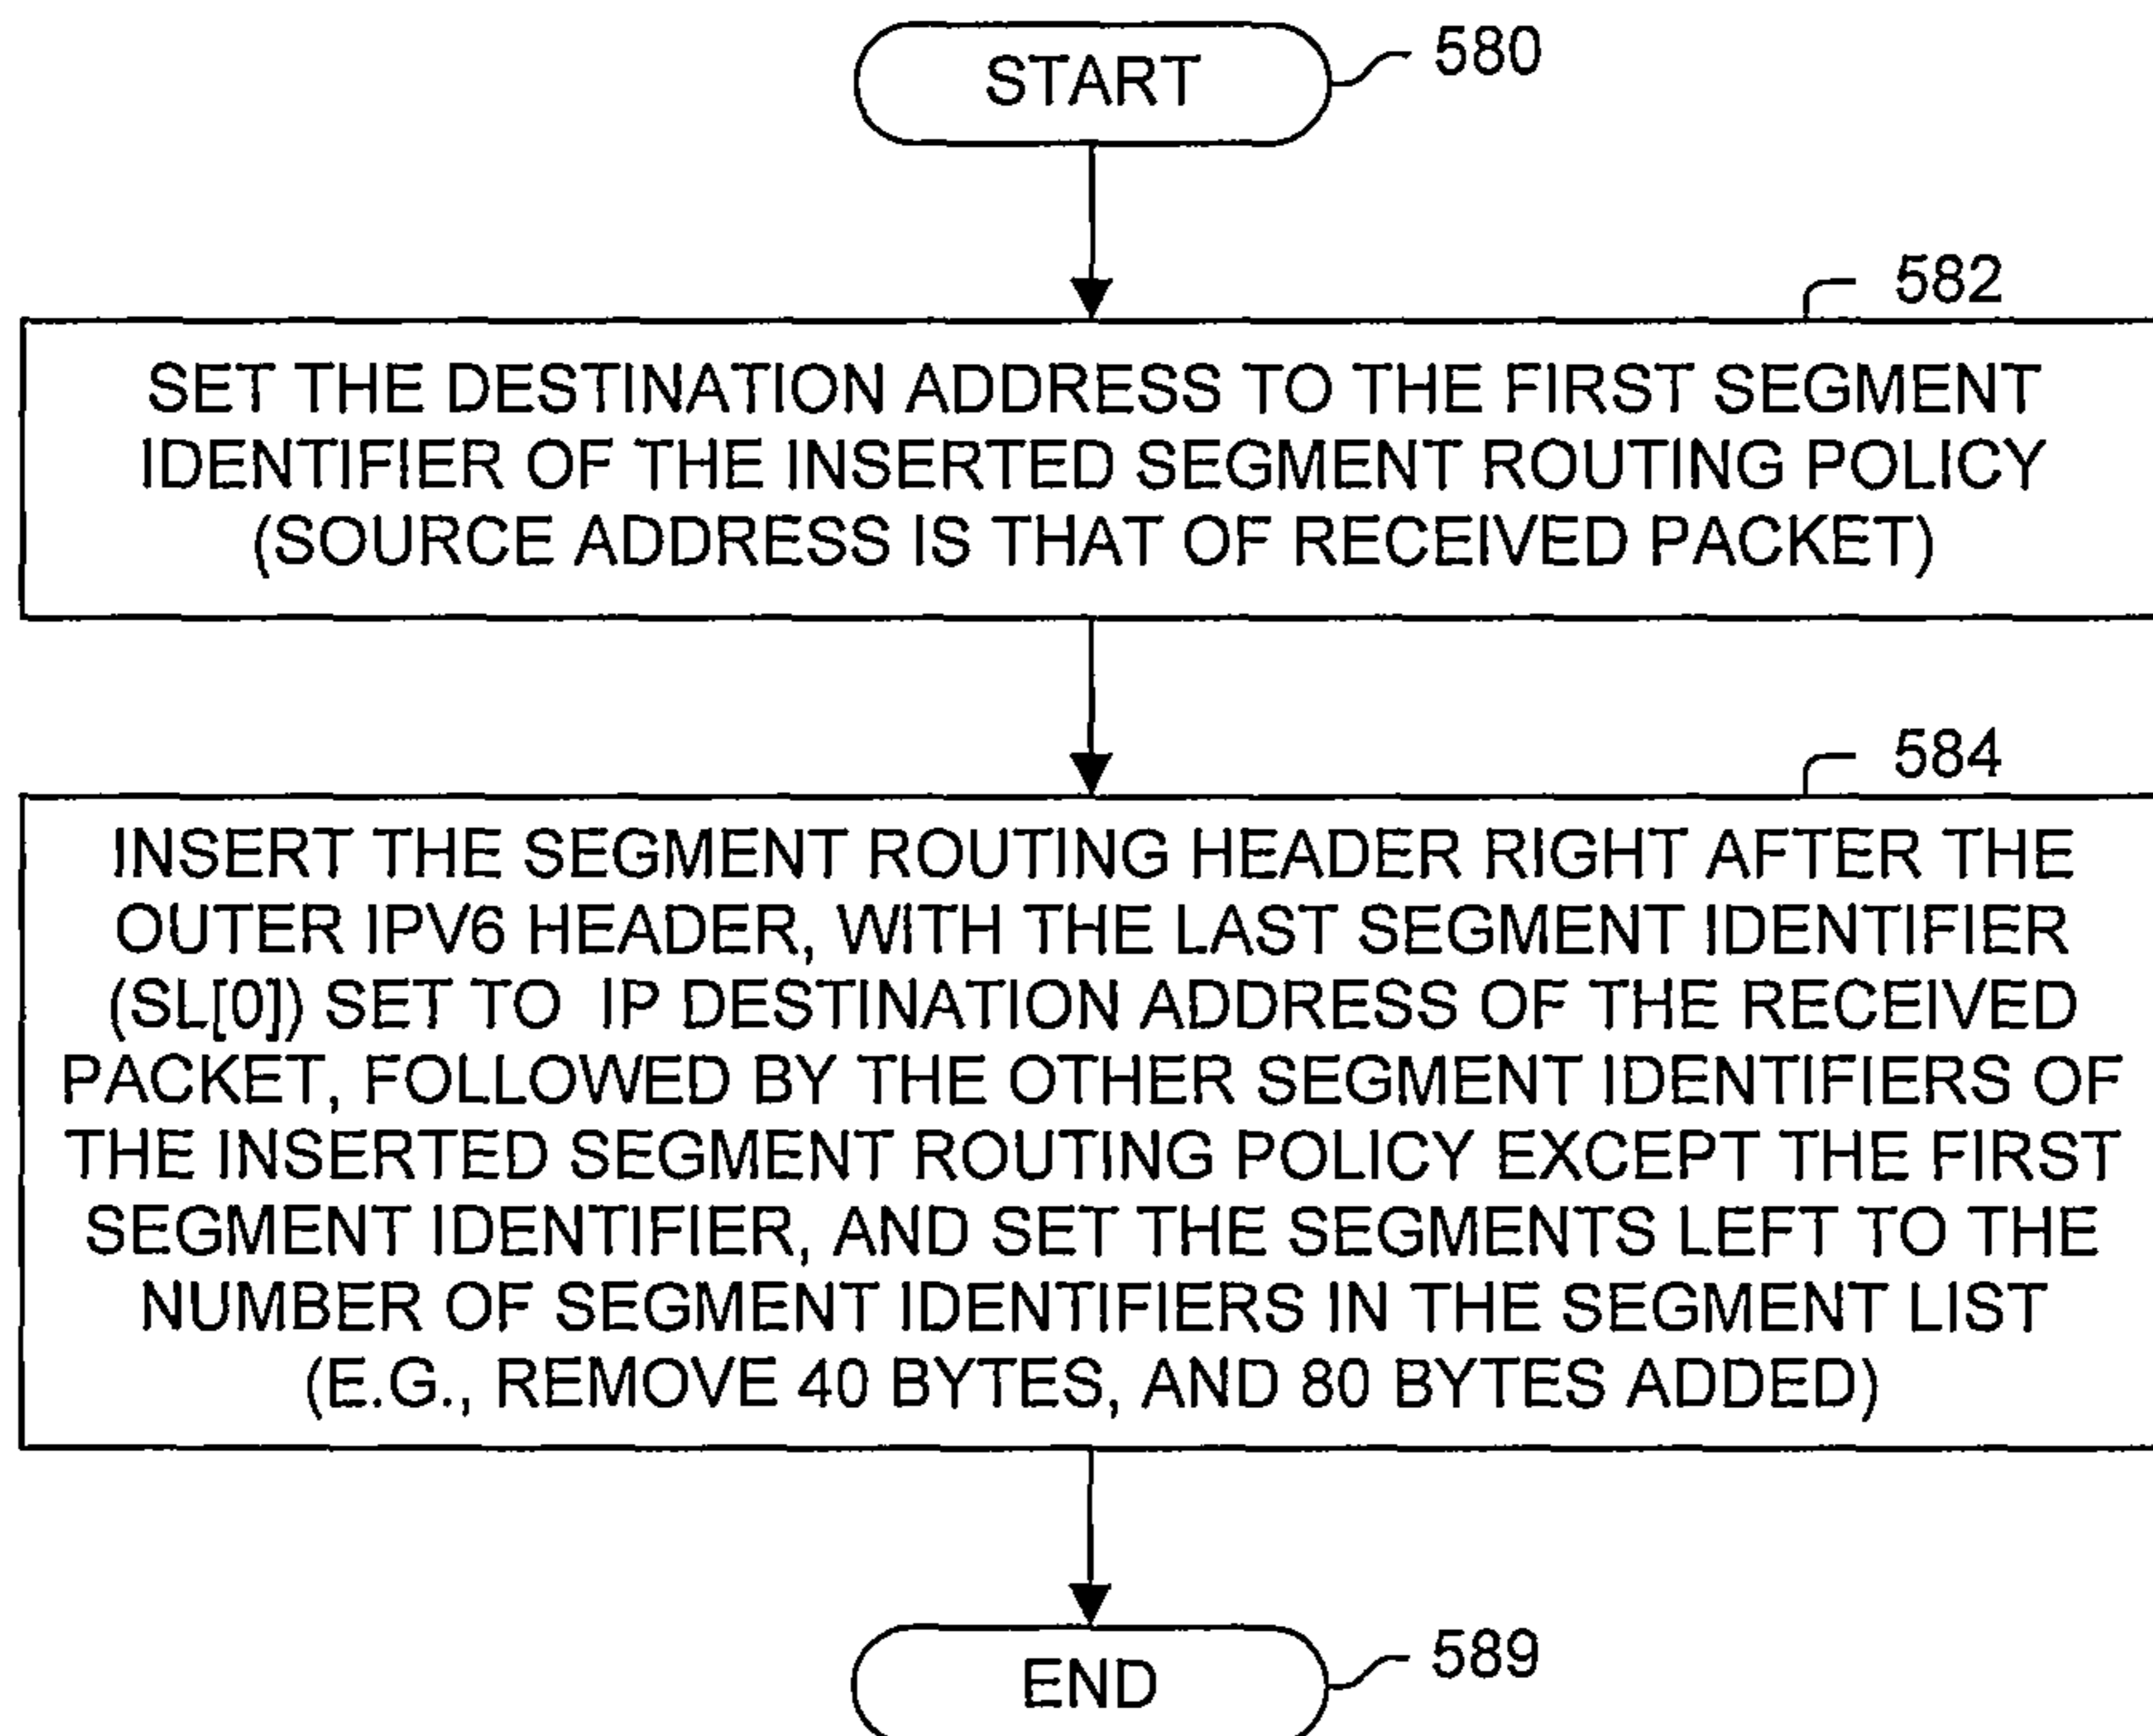 START
580
582
SET THE DESTINATION ADDRESS TO THE FIRST SEGMENT
IDENTIFIER OF THE INSERTED SEGMENT ROUTING POLICY
(SOURCE ADDRESS IS THAT OF RECEIVED PACKET)
584
INSERT THE SEGMENT ROUTING HEADER RIGHT AFTER THE
OUTER IPV6 HEADER, WITH THE LAST SEGMENT IDENTIFIER
(SL[0]) SET TO IP DESTINATION ADDRESS OF THE RECEIVED
PACKET, FOLLOWED BY THE OTHER SEGMENT IDENTIFIERS OF
THE INSERTED SEGMENT ROUTING POLICY EXCEPT THE FIRST
SEGMENT IDENTIFIER, AND SET THE SEGMENTS LEFT TO THE
NUMBER OF SEGMENT IDENTIFIERS IN THE SEGMENT LIST
(E.G., REMOVE 40 BYTES, AND 80 BYTES ADDED)
END
589